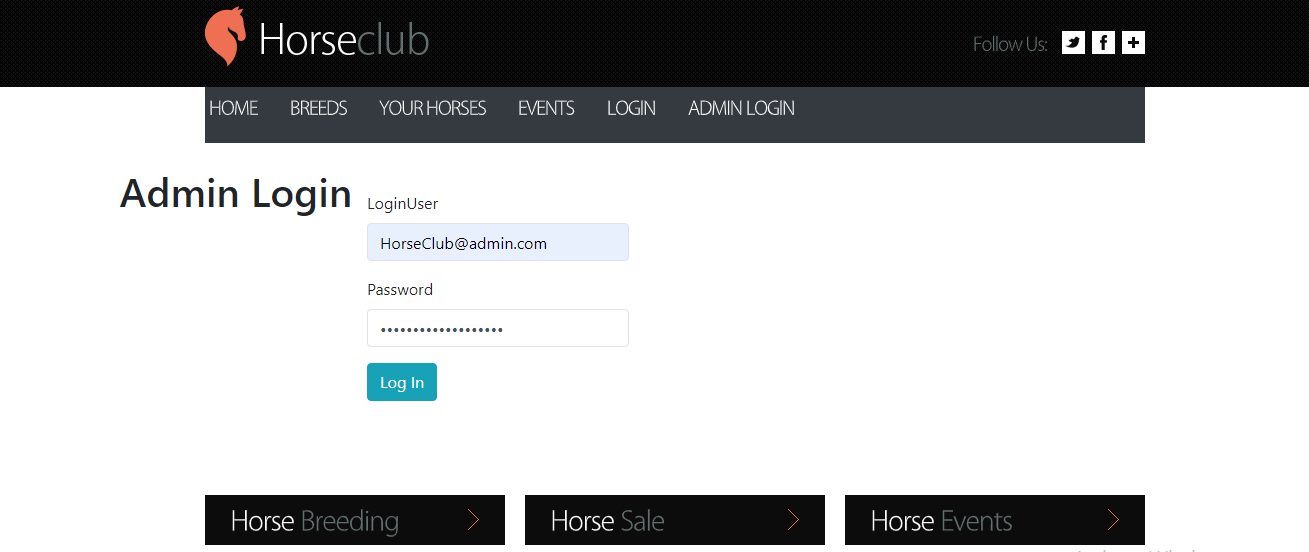 Horseclub
Follow Us:
HOME BREEDS YOUR HORSES EVENTS LOGIN ADMIN LOGIN
Admin Login
LoginUser
HorseClub@admin.com
Password
•••••••••••••••••••
Log In
Horse Breeding
Horse Sale
Horse Events